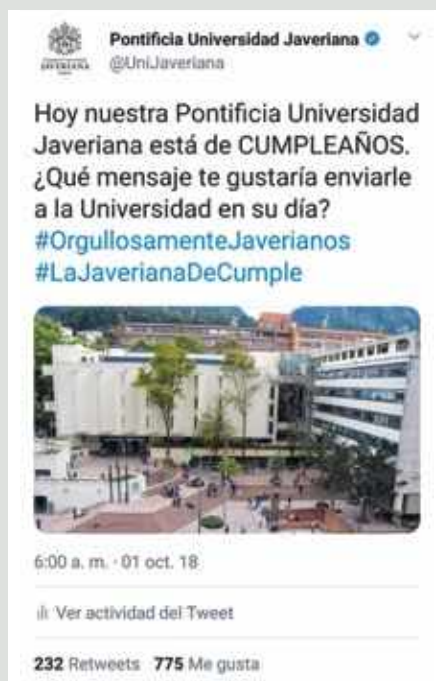 Pontificia Universidad Javeriana
@UniJaveriana
JAVERIANA
Hoy nuestra Pontificia Universidad
Javeriana está de CUMPLEAÑOS.
¿Qué mensaje te gustaría enviarle
a la Universidad en su día?
#OrgullosamenteJaverianos
#LaJaverianaDeCumple
6:00 a. m. · 01 oct. 18
Ver actividad del Tweet
232 Retweets 775 Me gusta